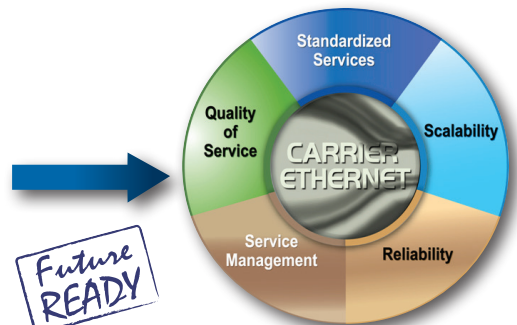 Standardized
Services
Quality
of
Service
Scalability
CARRIER
ETHERNET
Service
Management
Reliability
Future
READY